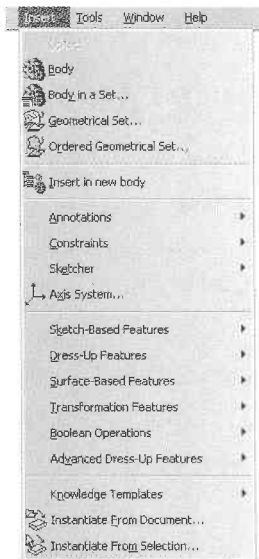 Insert Tools Window Help
Body
Body in a Set...
Geometrical Set...
Ordered Geometrical Set...
Insert in new body
Annotations
Constraints
Sketcher
Axis System...
Sketch-Based Features
Dress-Up Features
Surface-Based Features
Transformation Features
Boolean Operations
Advanced Dress-Up Features
Knowledge Templates
Instantiate From Document...
Instantiate From Selection...